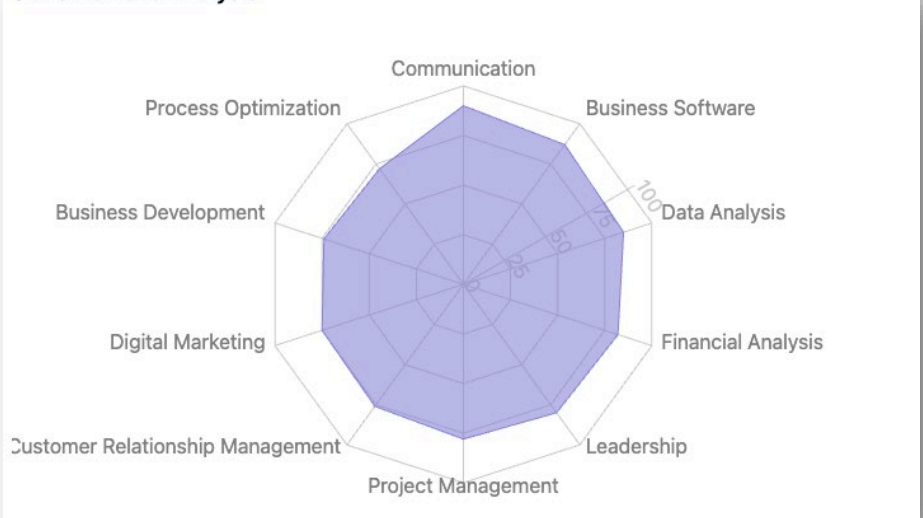 Communication
Process Optimization
Business Software
100
Business Development
75
Data Analysis
50
25
0
Digital Marketing
Financial Analysis
Customer Relationship Management
Leadership
Project Management